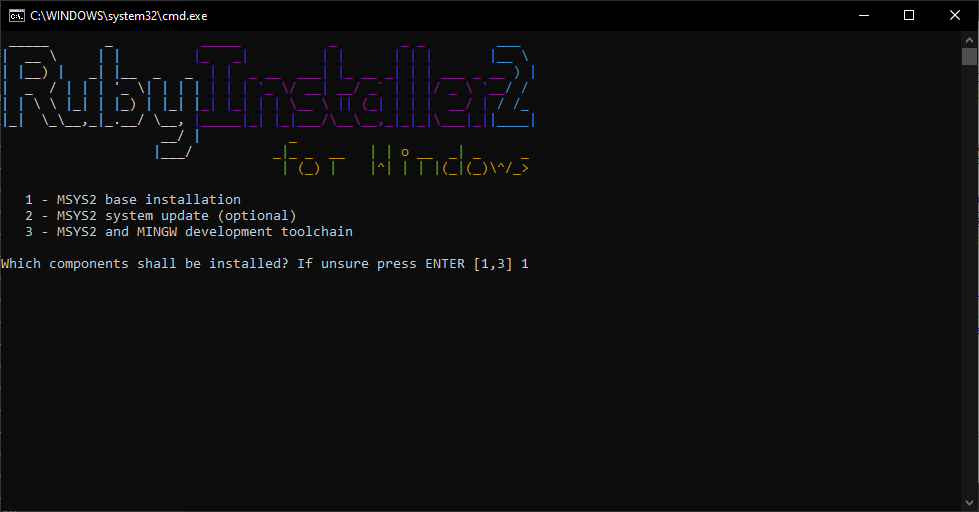 C:\WINDOWS\system32\cmd.exe
RubyInstaller2
for Windows
1 - MSYS2 base installation
2 - MSYS2 system update (optional)
3 - MSYS2 and MINGW development toolchain
Which components shall be installed? If unsure press ENTER [1,3] 1